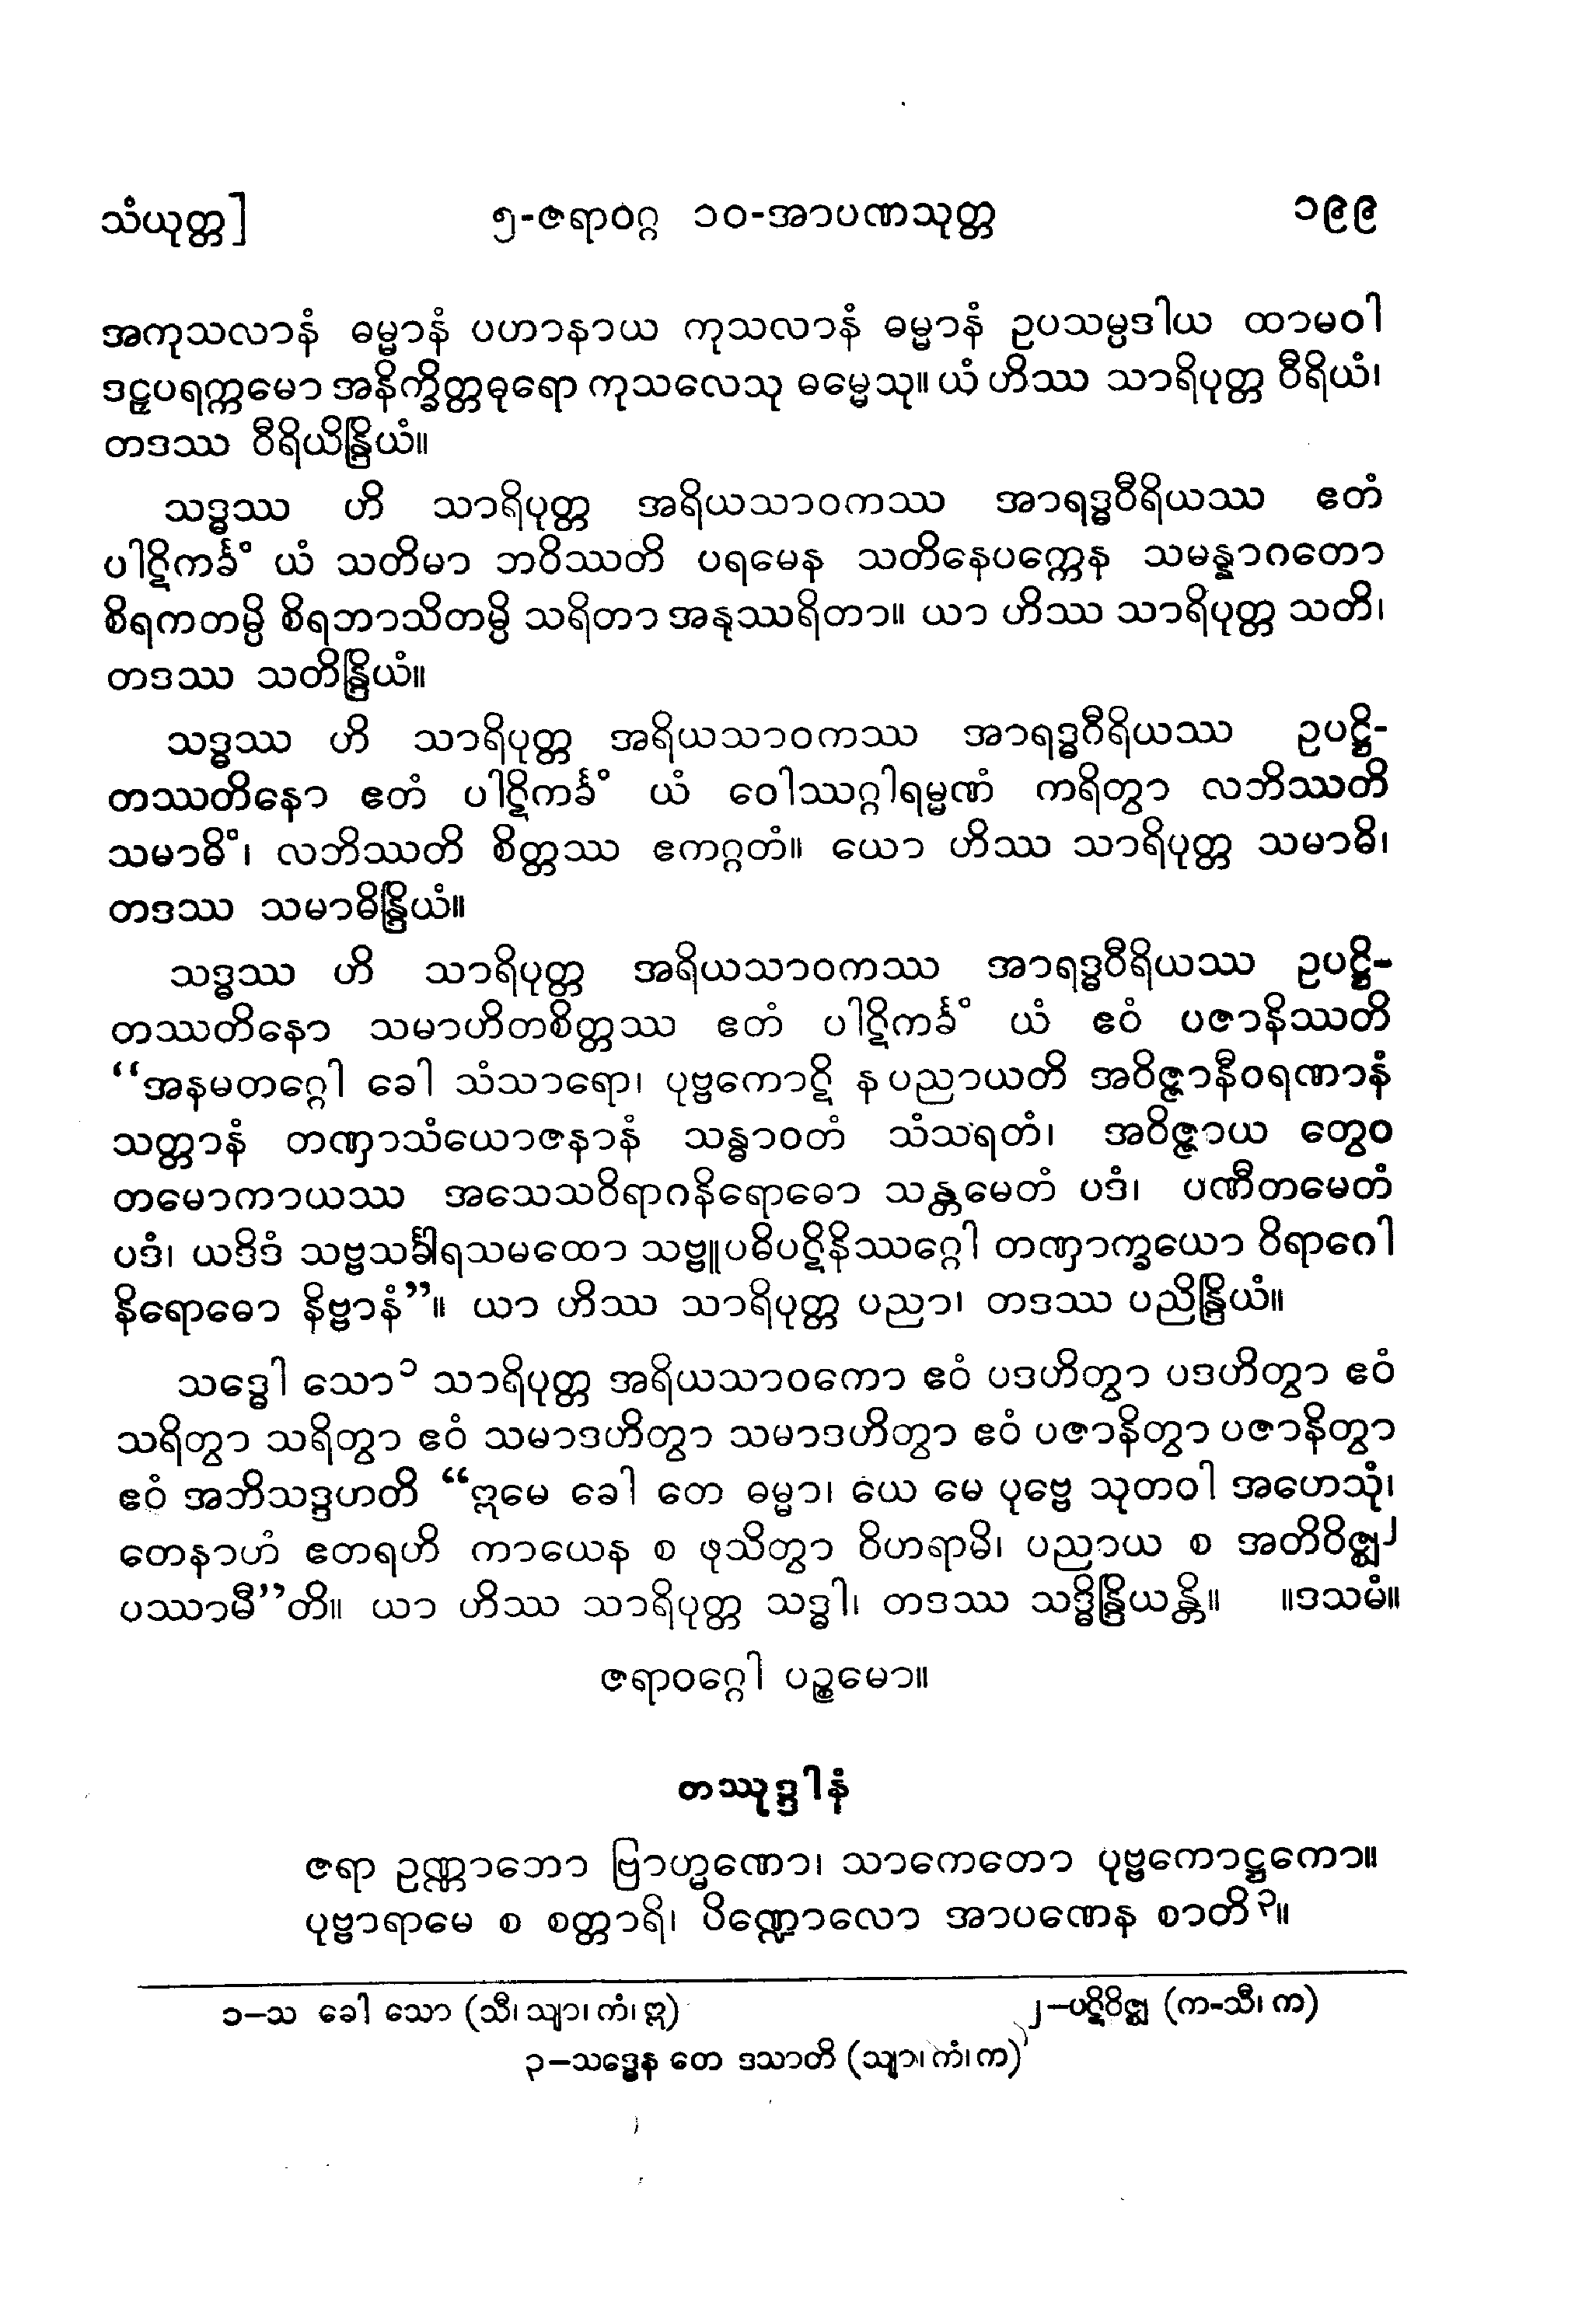 သံယုတ္တ] ၅-ဇရာဝဂ္ဂ ၁၀-အာပဏသုတ္တ ၁၉၉
အကုသလာနံ ဓမ္မာနံ ပဟာနာယ ကုသလာနံ ဓမ္မာနံ ဥပသမ္ပဒါယ ထာမဝါ
ဒဠှပရက္ကမော အနိက္ခိတ္တဓုရော ကုသလေသု ဓမ္မေသု။ ယံ ဟိဿ သာရိပုတ္တ ဝီရိယံ၊
တဒဿ ဝီရိယိန္ဒြိယံ။
သဒ္ဓဿ ဟိ သာရိပုတ္တ အရိယသာဝကဿ အာရဒ္ဓဝီရိယဿ ဧတံ
ပါဋိကင်္ခံ ယံ သတိမာ ဘဝိဿတိ ပရမေန သတိနေပက္ကေန သမန္နာဂတော
စိရကတမ္ပိ စိရဘာသိတမ္ပိ သရိတာ အနုဿရိတာ။ ယာ ဟိဿ သာရိပုတ္တ သတိ၊
တဒဿ သတိန္ဒြိယံ။
သဒ္ဓဿ ဟိ သာရိပုတ္တ အရိယသာဝကဿ အာရဒ္ဓဝီရိယဿ ဥပဋ္ဌိ-
တဿတိနော ဧတံ ပါဋိကင်္ခံ ယံ ဝေါဿဂ္ဂါရမ္မဏံ ကရိတွာ လဘိဿတိ
သမာဓိံ၊ လဘိဿတိ စိတ္တဿ ဧကဂ္ဂတံ။ ယော ဟိဿ သာရိပုတ္တ သမာဓိ၊
တဒဿ သမာဓိန္ဒြိယံ။
သဒ္ဓဿ ဟိ သာရိပုတ္တ အရိယသာဝကဿ အာရဒ္ဓဝီရိယဿ ဥပဋ္ဌိ-
တဿတိနော သမာဟိတစိတ္တဿ ဧတံ ပါဋိကင်္ခံ ယံ ဧဝံ ပဇာနိဿတိ
“အနမတဂ္ဂေါ ခေါ သံသာရော၊ ပုဗ္ဗကောဋိ န ပညာယတိ အဝိဇ္ဇာနီဝရဏာနံ
သတ္တာနံ တဏှာသံယောဇနာနံ သန္ဓာဝတံ သံသရတံ၊ အဝိဇ္ဇာယ တွေဝ
တမောကာယဿ အသေသဝိရာဂနိရောဓော သန္တမေတံ ပဒံ၊ ပဏီတမေတံ
ပဒံ၊ ယဒိဒံ သဗ္ဗသင်္ခါရသမထော သဗ္ဗူပဓိပဋိနိဿဂ္ဂေါ တဏှာက္ခယော ဝိရာဂေါ
နိရောဓော နိဗ္ဗာနံ”။ ယာ ဟိဿ သာရိပုတ္တ ပညာ၊ တဒဿ ပညိန္ဒြိယံ။
သဒ္ဓေါ သော၁ သာရိပုတ္တ အရိယသာဝကော ဧဝံ ပဒဟိတွာ ပဒဟိတွာ ဧဝံ
သရိတွာ သရိတွာ ဧဝံ သမာဒဟိတွာ သမာဒဟိတွာ ဧဝံ ပဇာနိတွာ ပဇာနိတွာ
ဧဝံ အဘိသဒ္ဒဟတိ “ဣမေ ခေါ တေ ဓမ္မာ၊ ယေ မေ ပုဗ္ဗေ သုတဝါ အဟေသုံ၊
တေနာဟံ ဧတရဟိ ကာယေန စ ဖုသိတွာ ဝိဟရာမိ၊ ပညာယ စ အတိဝိဇ္ဈ၂
ပဿာမီ”တိ။ ယာ ဟိဿ သာရိပုတ္တ သဒ္ဓါ၊ တဒဿ သဒ္ဓိန္ဒြိယန္တိ။ ။ဒသမံ။
ဇရာဝဂ္ဂေါ ပဉ္စမော။
တဿုဒ္ဒါနံ
ဇရာ ဥဏ္ဏာဘော ဗြာဟ္မဏော၊ သာကေတော ပုဗ္ဗကောဋ္ဌကော။
ပုဗ္ဗာရာမေ စ စတ္တာရိ၊ ပိဏ္ဍောလော အာပဏေန စာတိ၃။
၁—သ ခေါ သော (သီ၊ သျာ၊ ကံ၊ ဣ) ၂—ပဋိဝိဇ္ဈ (က-သီ၊ က)
၃—သဒ္ဓေန တေ ဒသာတိ (သျာ၊ ကံ၊ က)